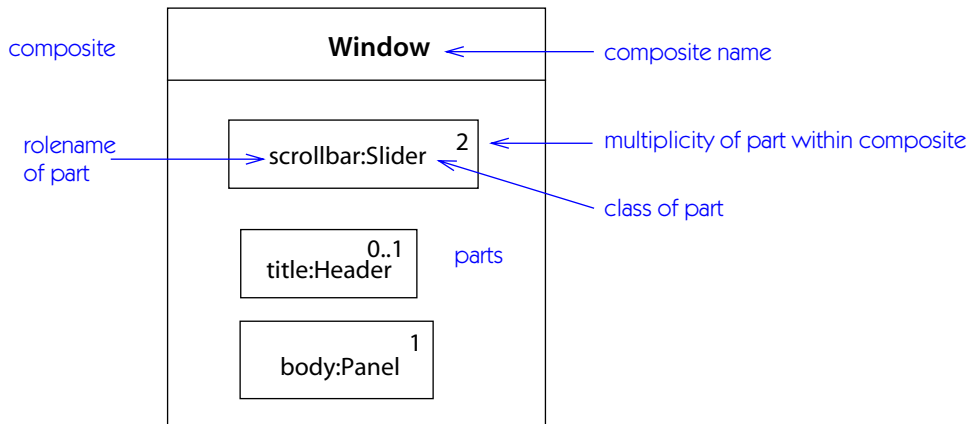 composite
Window
composite name
rolename
of part
scrollbar:Slider
2
multiplicity of part within composite
class of part
0..1
title:Header
parts
1
body:Panel